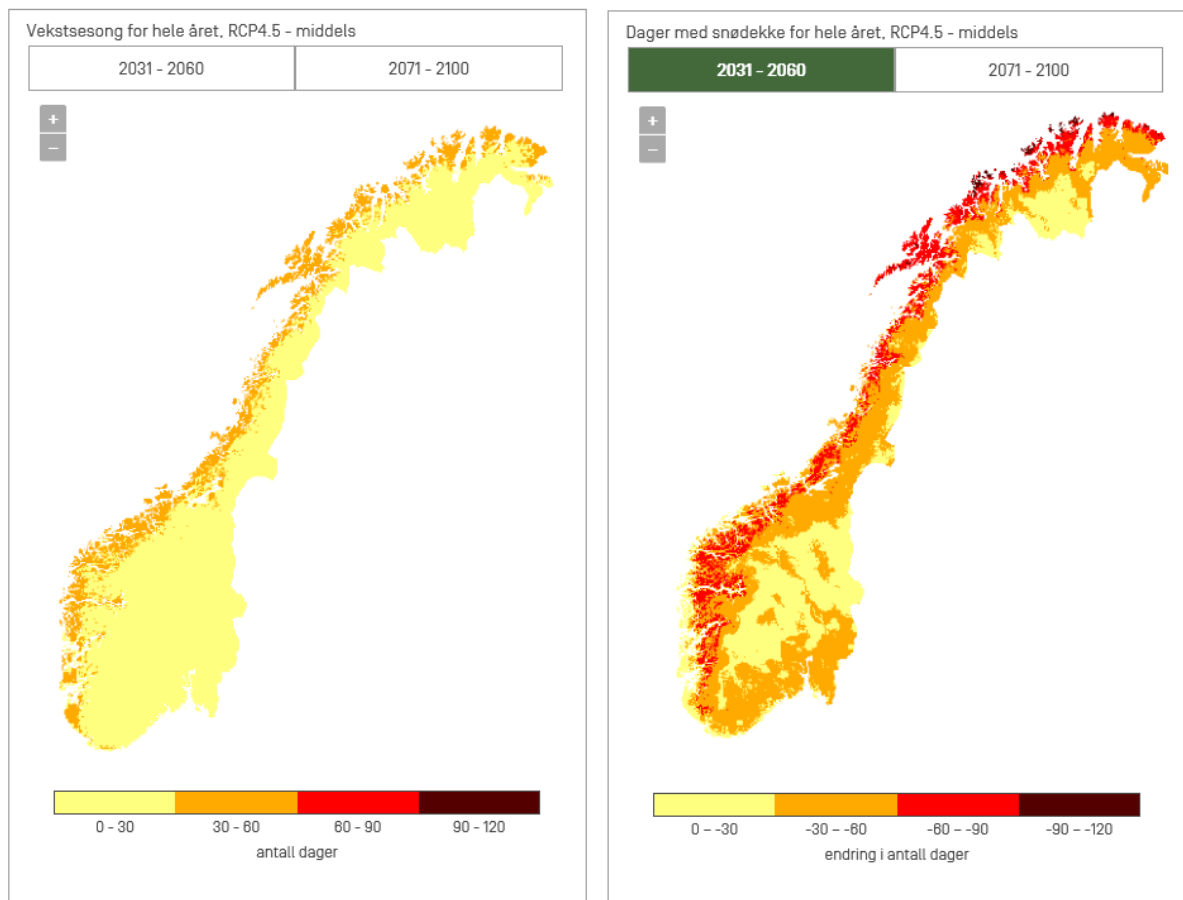 Vekstsesong for hele året, RCP4.5 - middels
2031 - 2060
2071 - 2100
+
−
0 - 30
30 - 60
60 - 90
90 - 120
antall dager
Dager med snødekke for hele året, RCP4.5 - middels
2031 - 2060
2071 - 2100
+
−
0 - -30
-30 - -60
-60 - -90
-90 - -120
endring i antall dager